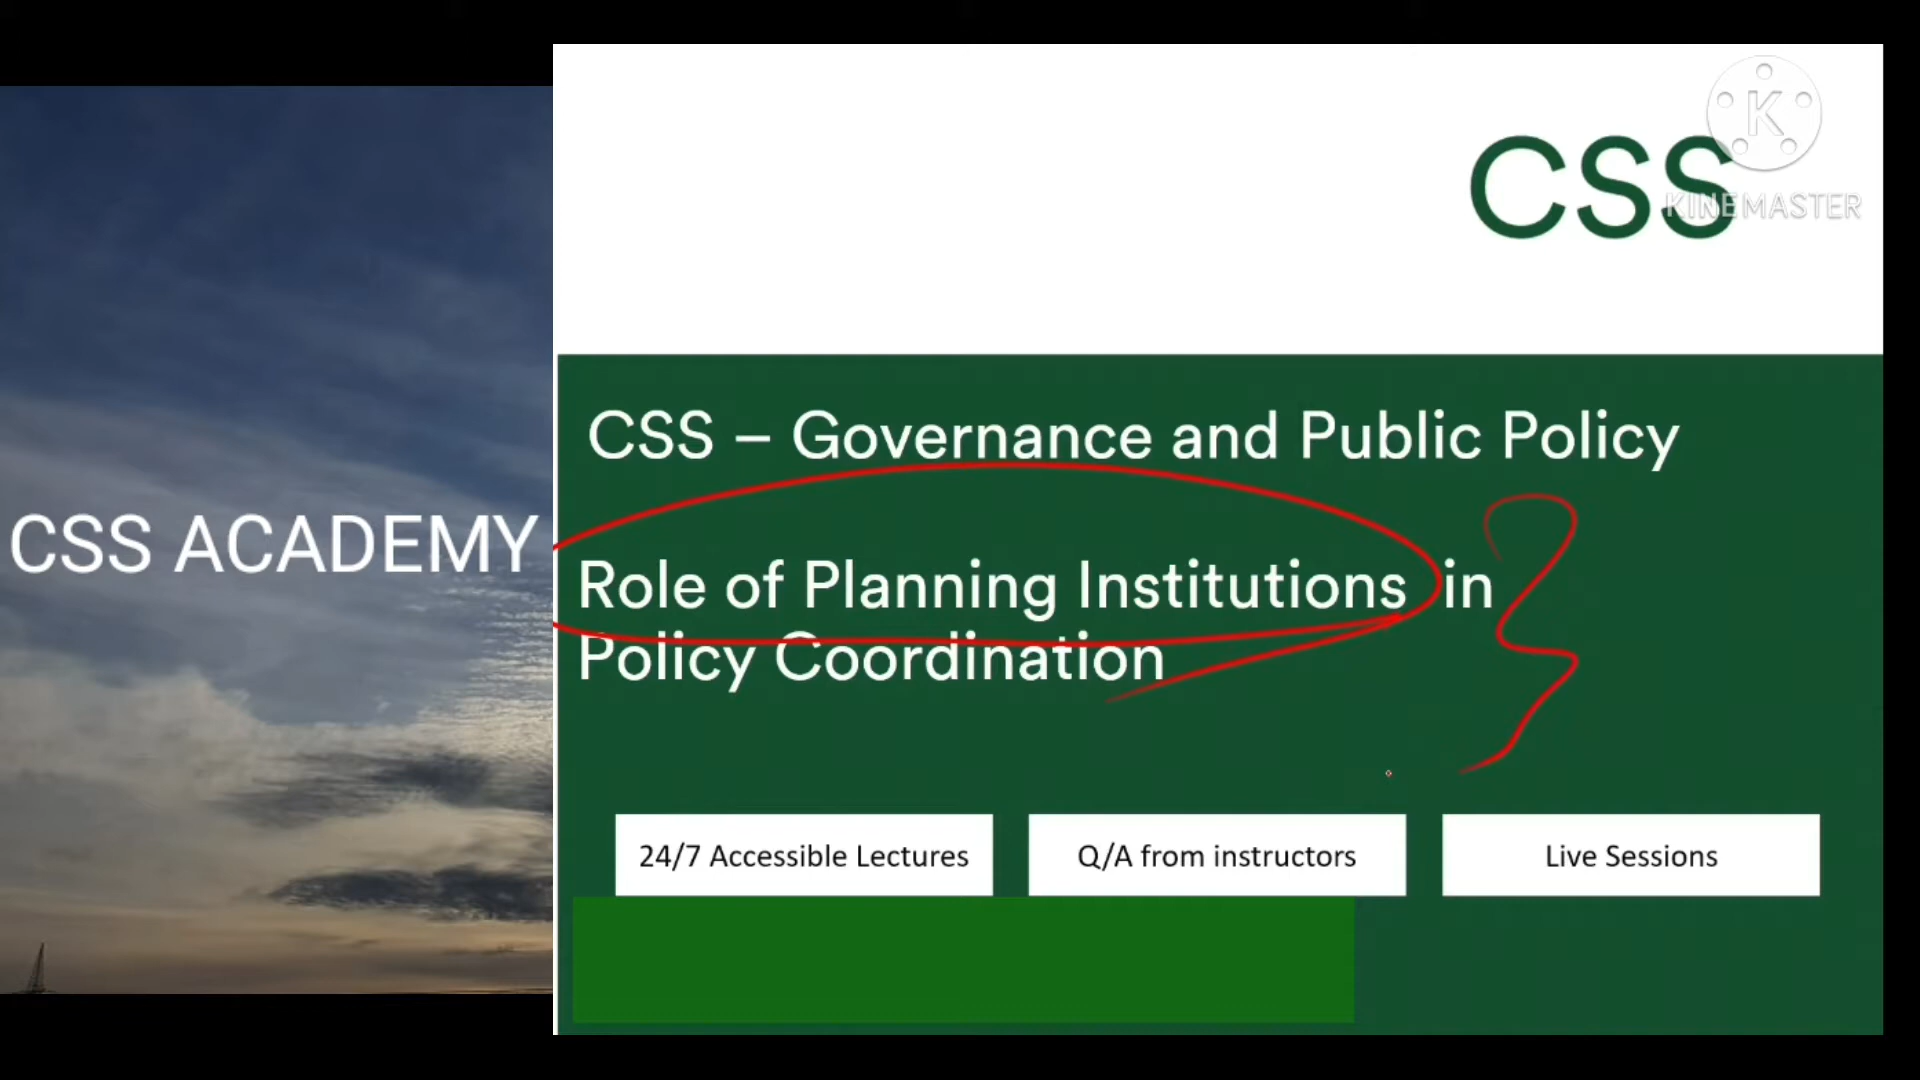 CSS ACADEMY
CSS
K
KINEMASTER
CSS – Governance and Public Policy
Role of Planning Institutions in
Policy Coordination
24/7 Accessible Lectures
Q/A from instructors
Live Sessions